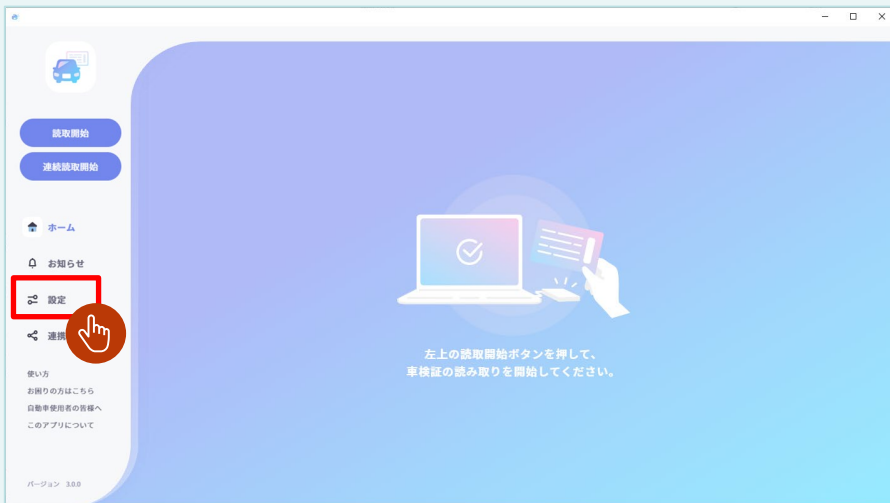 読取開始
連続読取開始
ホーム
お知らせ
設定
連携
使い方
お困りの方はこちら
自動車使用者の皆様へ
このアプリについて
バージョン 3.0.0
左上の読取開始ボタンを押して、
車検証の読み取りを開始してください。